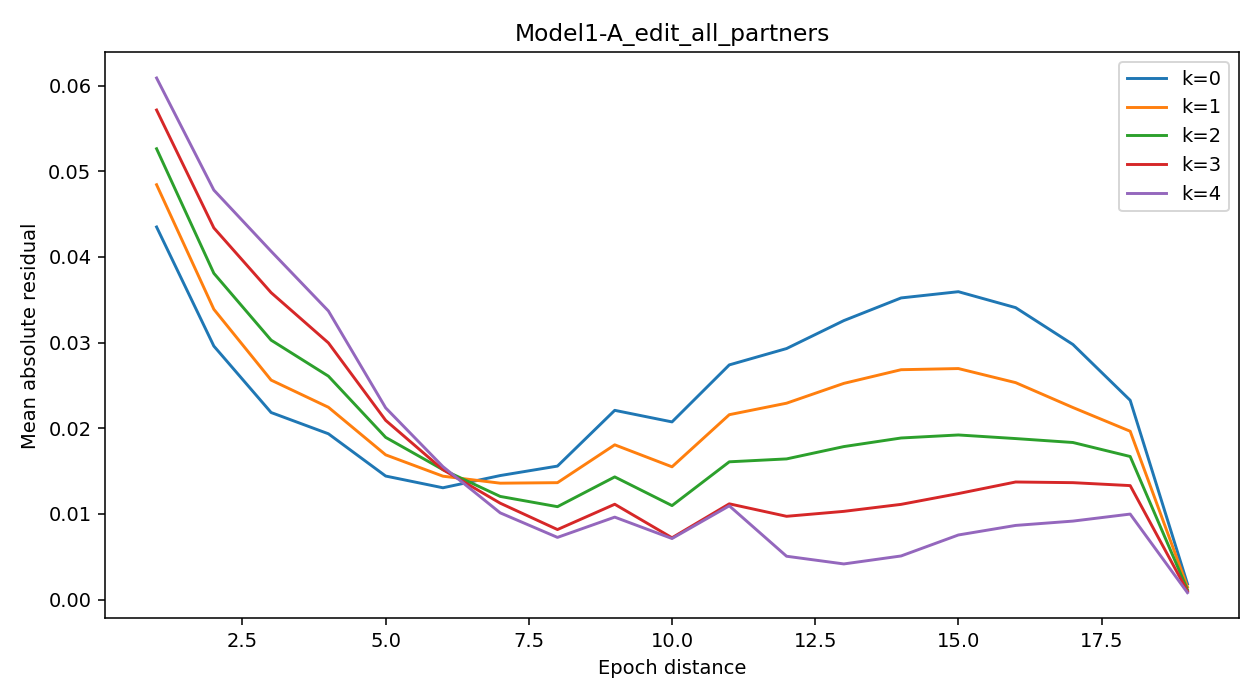 Model1-A_edit_all_partners
Mean absolute residual
0.06
0.05
0.04
0.03
0.02
0.01
0.00
k=0
k=1
k=2
k=3
k=4
2.5
5.0
7.5
10.0
12.5
15.0
17.5
Epoch distance